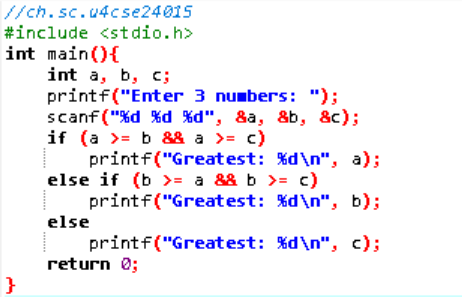 //ch.sc.u4cse24015
#include <stdio.h>
int main(){
    int a, b, c;
    printf("Enter 3 numbers: ");
    scanf("%d %d %d", &a, &b, &c);
    if (a >= b && a >= c)
        printf("Greatest: %d\n", a);
    else if (b >= a && b >= c)
        printf("Greatest: %d\n", b);
    else
        printf("Greatest: %d\n", c);
    return 0;
}